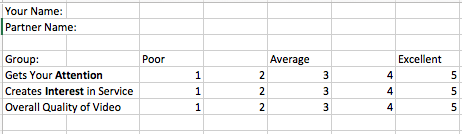 Your Name:
Partner Name:
Group: Poor Average Excellent
Gets Your Attention 1 2 3 4 5
Creates Interest in Service 1 2 3 4 5
Overall Quality of Video 1 2 3 4 5